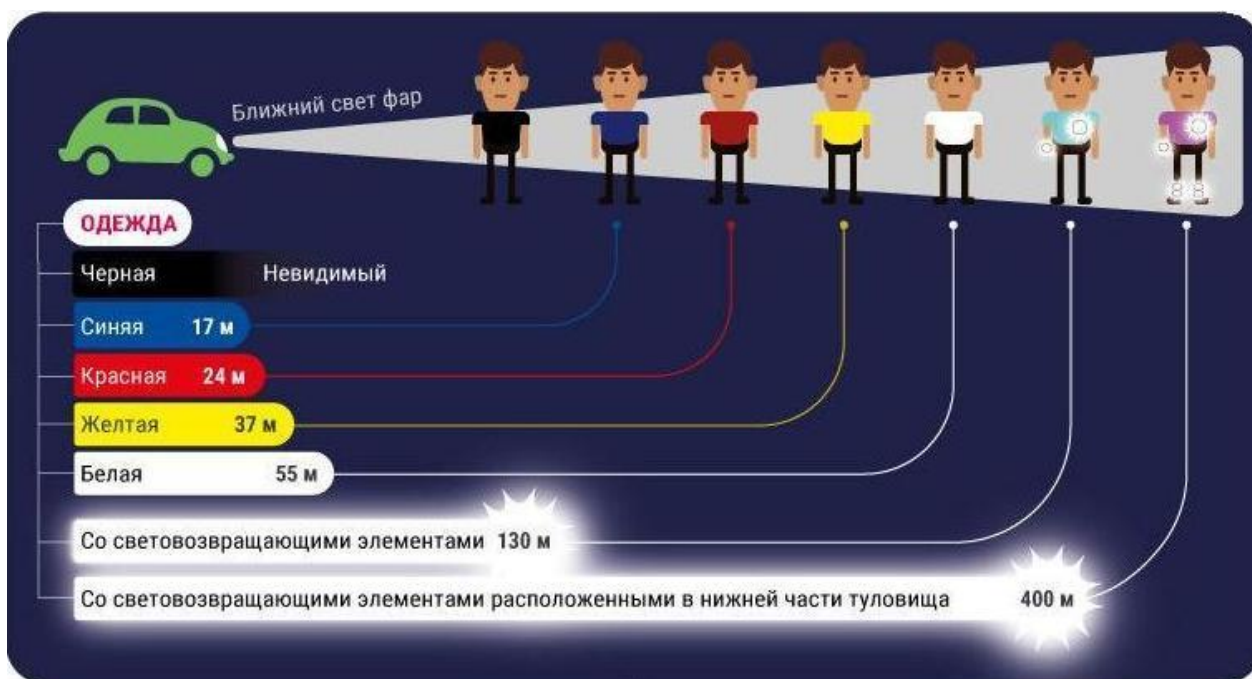 Ближний свет фар
ОДЕЖДА
Черная Невидимый
Синяя 17 м
Красная 24 м
Желтая 37 м
Белая 55 м
Со световозвращающими элементами 130 м
Со световозвращающими элементами расположенными в нижней части туловища 400 м